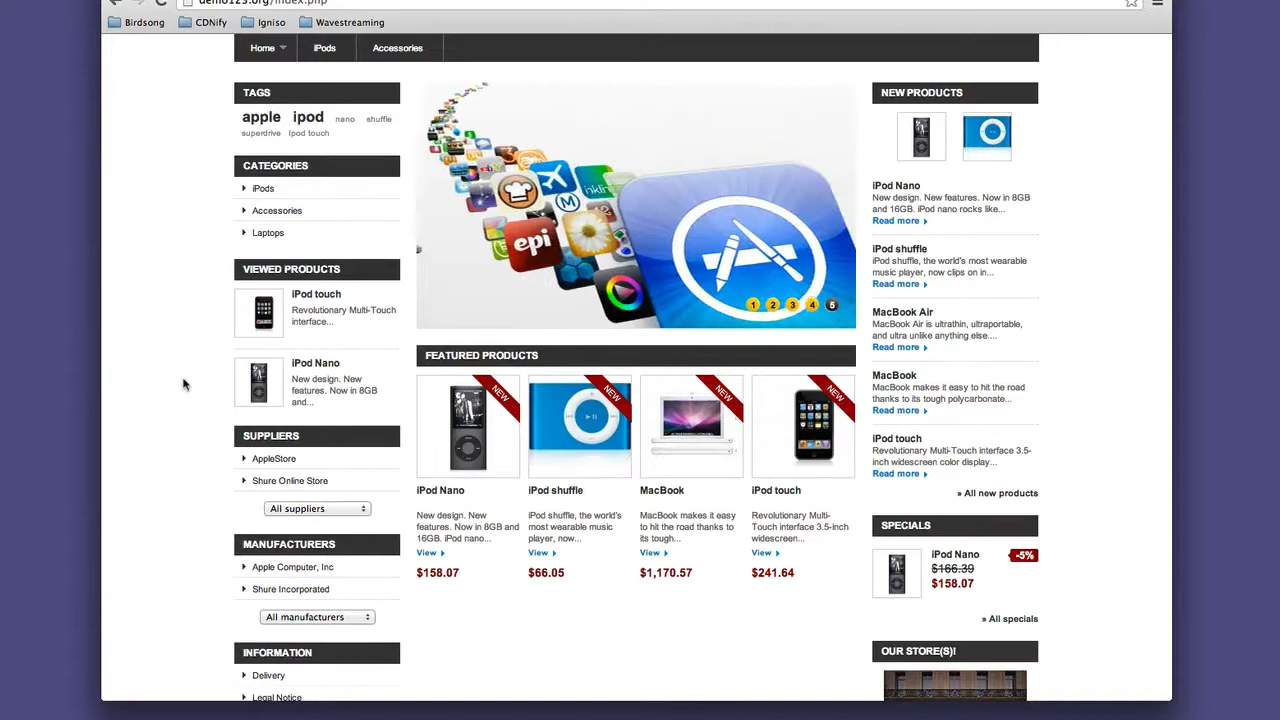 demo123.org/index.php
Birdsong
CDNify
Igniso
Wavestreaming
Home
iPods
Accessories
TAGS
apple ipod nano shuffle
superdrive Ipod touch
CATEGORIES
iPods
Accessories
Laptops
VIEWED PRODUCTS
iPod touch
Revolutionary Multi-Touch
interface...
iPod Nano
New design. New
features. Now in 8GB
and...
SUPPLIERS
AppleStore
Shure Online Store
All suppliers
MANUFACTURERS
Apple Computer, Inc
Shure Incorporated
All manufacturers
INFORMATION
Delivery
Legal Notice
epi
M
1 2 3 4 5
FEATURED PRODUCTS
NEW
NEW
NEW
NEW
iPod Nano
New design. New
features. Now in 8GB and
16GB. iPod nano...
View
$158.07
iPod shuffle
iPod shuffle, the world's
most wearable music
player, now...
View
$66.05
MacBook
MacBook makes it easy
to hit the road thanks to
its tough...
View
$1,170.57
iPod touch
Revolutionary Multi-
Touch interface 3.5-inch
widescreen...
View
$241.64
NEW PRODUCTS
iPod Nano
New design. New features. Now in 8GB
and 16GB. iPod nano rocks like...
Read more
iPod shuffle
iPod shuffle, the world's most wearable
music player, now clips on in...
Read more
MacBook Air
MacBook Air is ultrathin, ultraportable,
and ultra unlike anything else....
Read more
MacBook
MacBook makes it easy to hit the road
thanks to its tough polycarbonate...
Read more
iPod touch
Revolutionary Multi-Touch interface 3.5-
inch widescreen color display...
Read more
» All new products
SPECIALS
iPod Nano
-5%
$166.39
$158.07
» All specials
OUR STORE(S)!